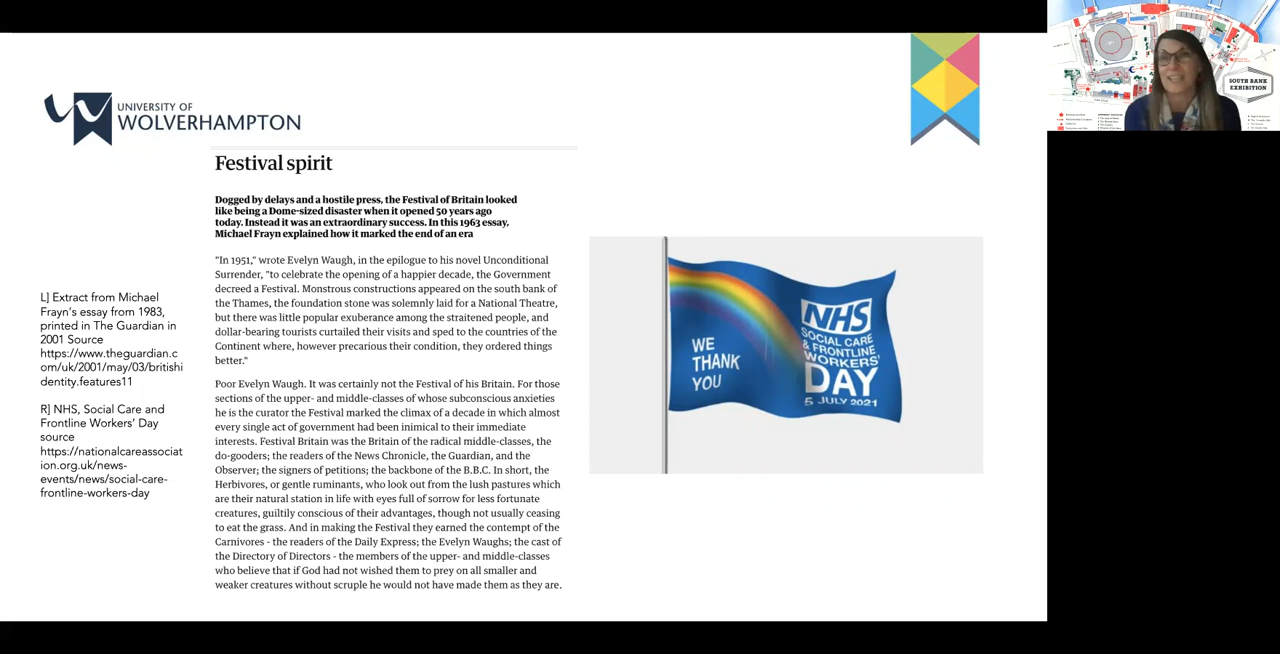 UNIVERSITY OF
WOLVERHAMPTON
Festival spirit
Dogged by delays and a hostile press, the Festival of Britain looked
like being a Dome-sized disaster when it opened 50 years ago
today. Instead it was an extraordinary success. In this 1963 essay,
Michael Frayn explained how it marked the end of an era
"In 1951," wrote Evelyn Waugh, in the epilogue to his novel Unconditional
Surrender, "to celebrate the opening of a happier decade, the Government
decreed a Festival. Monstrous constructions appeared on the south bank of
the Thames, the foundation stone was solemnly laid for a National Theatre,
but there was little popular exuberance among the straitened people, and
dollar-bearing tourists curtailed their visits and sped to the countries of the
Continent where, however precarious their condition, they ordered things
better."
Poor Evelyn Waugh. It was certainly not the Festival of his Britain. For those
sections of the upper- and middle-classes of whose subconscious anxieties
he is the curator the Festival marked the climax of a decade in which almost
every single act of government had been inimical to their immediate
interests. Festival Britain was the Britain of the radical middle-classes, the
do-gooders; the readers of the News Chronicle, the Guardian, and the
Observer; the signers of petitions; the backbone of the B.B.C. In short, the
Herbivores, or gentle ruminants, who look out from the lush pastures which
are their natural station in life with eyes full of sorrow for less fortunate
creatures, guiltily conscious of their advantages, though not usually ceasing
to eat the grass. And in making the Festival they earned the contempt of the
Carnivores - the readers of the Daily Express; the Evelyn Waughs; the cast of
the Directory of Directors - the members of the upper- and middle-classes
who believe that if God had not wished them to prey on all smaller and
weaker creatures without scruple he would not have made them as they are.
L] Extract from Michael
Frayn's essay from 1983,
printed in The Guardian in
2001 Source
https://www.theguardian.c
om/uk/2001/may/03/britishi
dentity.features11
R] NHS, Social Care and
Frontline Workers' Day
source
https://nationalcareassociat
ion.org.uk/news-
events/news/social-care-
frontline-workers-day
WE
THANK
YOU
NHS
SOCIAL CARE
& FRONTLINE
WORKERS'
DAY
5 JULY 2021
SOUTH BANK
EXHIBITION